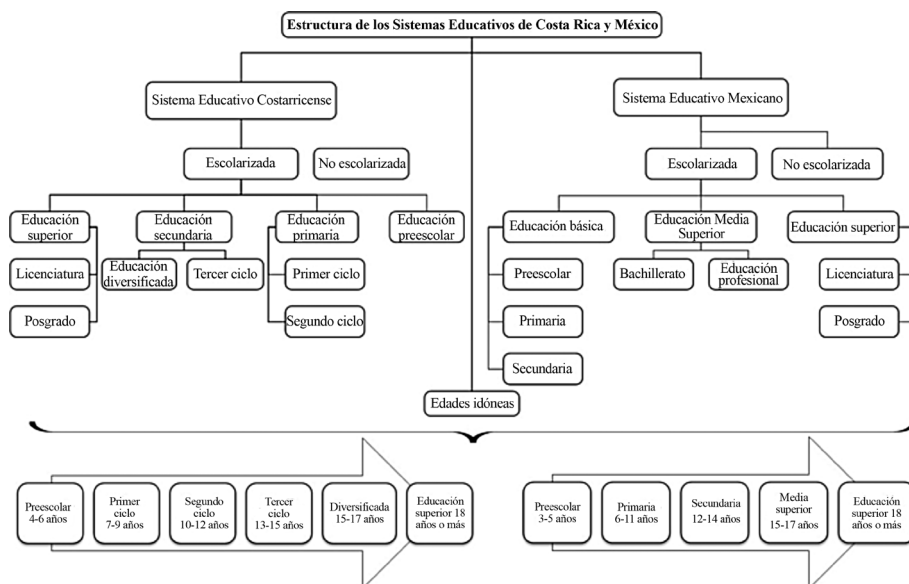 Estructura de los Sistemas Educativos de Costa Rica y México
Sistema Educativo Costarricense
Sistema Educativo Mexicano
Escolarizada
No escolarizada
Escolarizada
No escolarizada
Educación
superior
Educación
secundaria
Educación
primaria
Educación
preescolar
Educación básica
Educación Media
Superior
Educación superior
Licenciatura
Educación
diversificada
Tercer ciclo
Primer ciclo
Preescolar
Bachillerato
Educación
profesional
Licenciatura
Posgrado
Segundo ciclo
Primaria
Posgrado
Secundaria
Edades idóneas
Preescolar
4-6 años
Primer
ciclo
7-9 años
Segundo
ciclo
10-12 años
Tercer
ciclo
13-15 años
Diversificada
15-17 años
Educación
superior 18
años o más
Preescolar
3-5 años
Primaria
6-11 años
Secundaria
12-14 años
Media
superior
15-17 años
Educación
superior 18
años o más